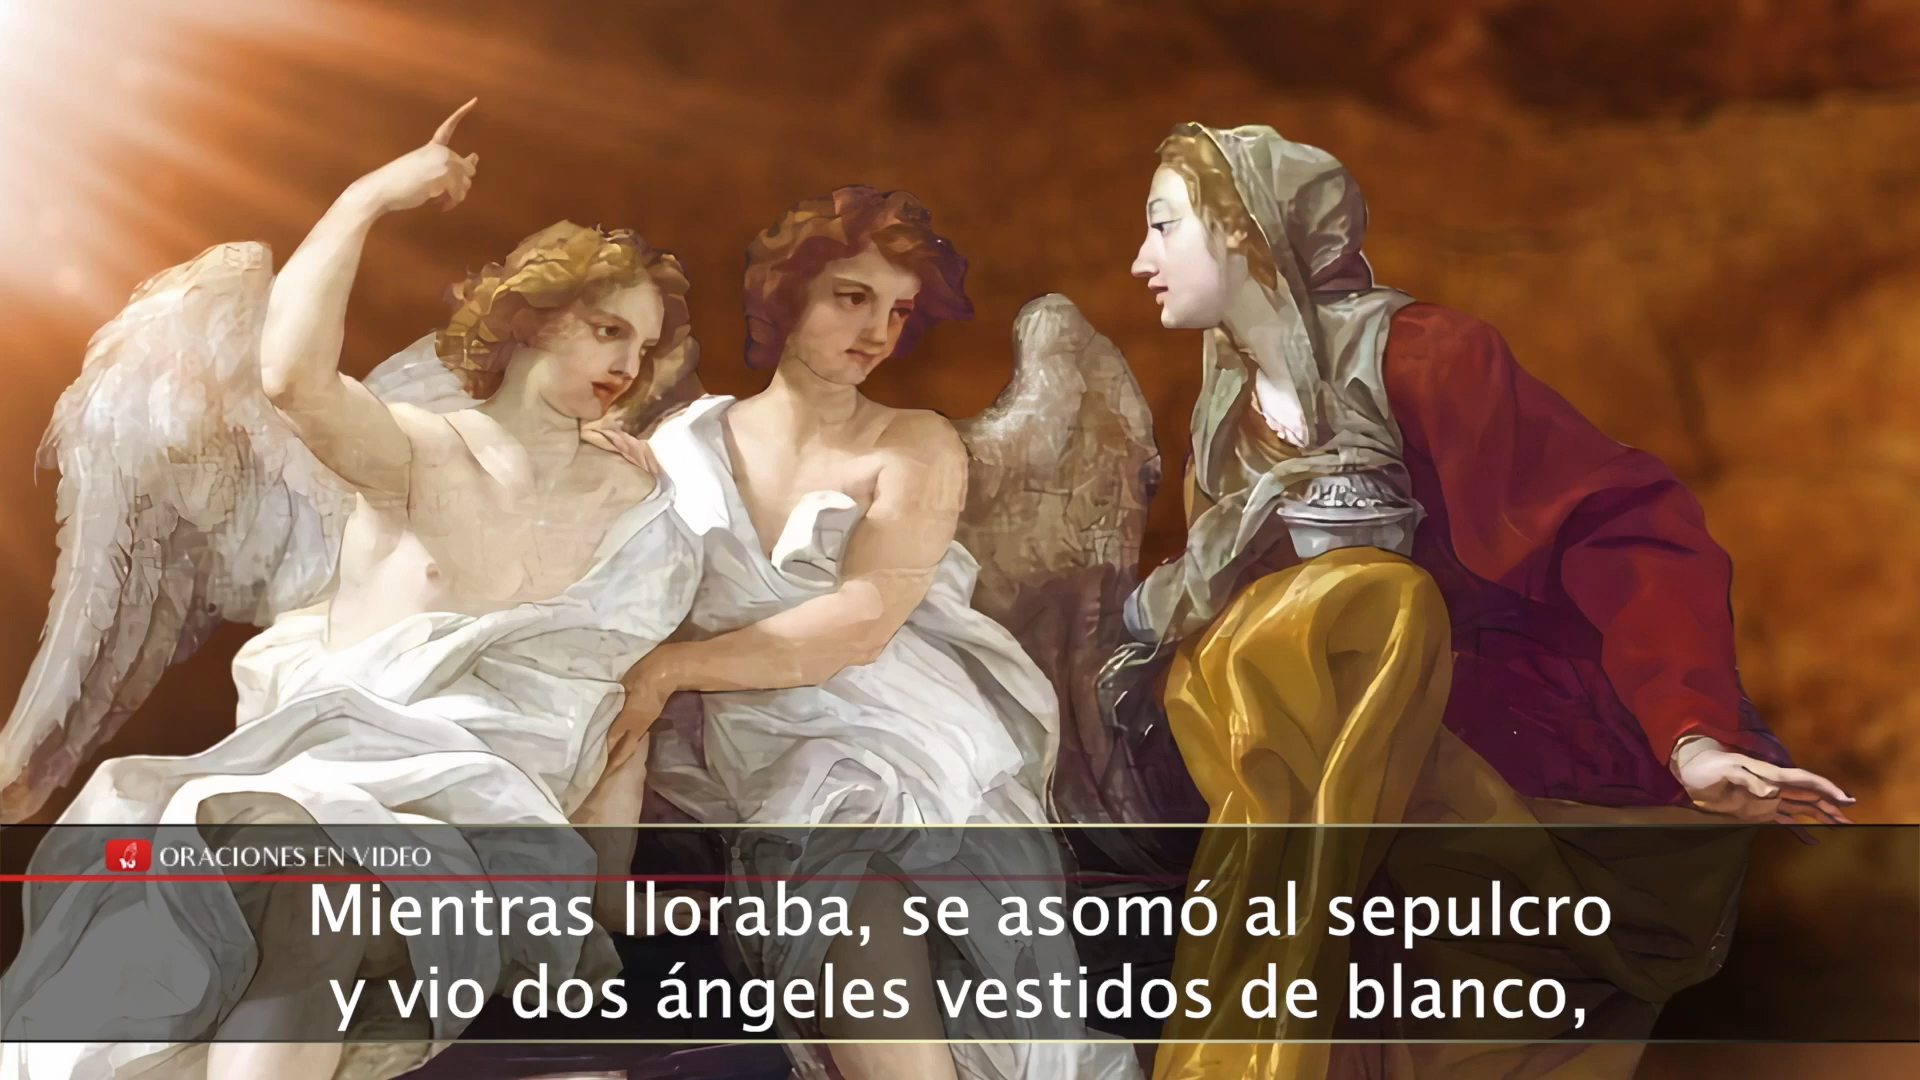 ORACIONES EN VIDEO
Mientras lloraba, se asomó al sepulcro
y vio dos ángeles vestidos de blanco,